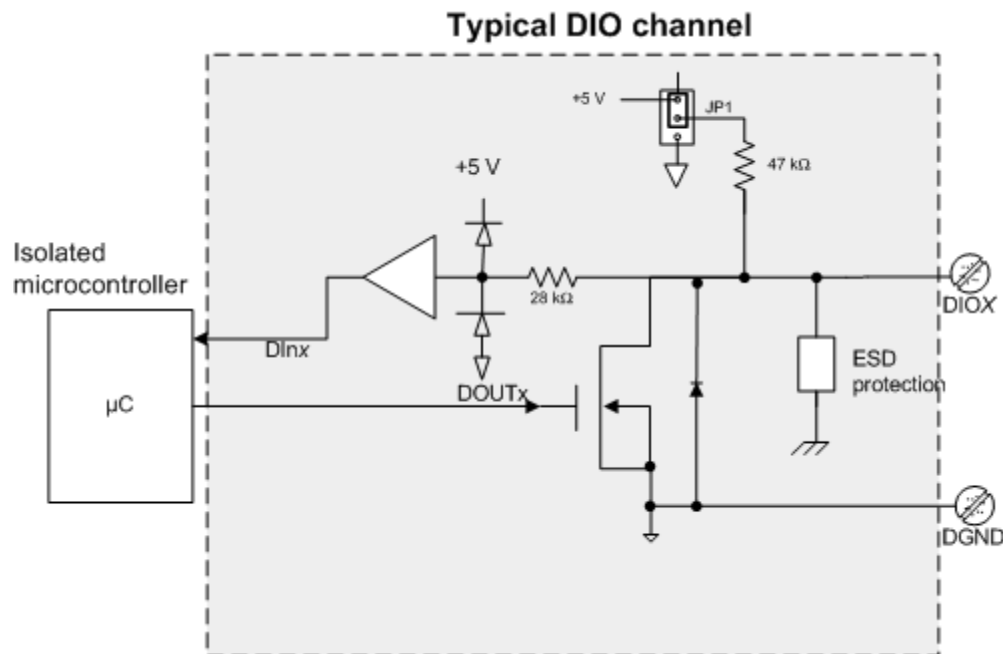 Typical DIO channel
+5 V
JP1
47 kΩ
+5 V
Isolated
microcontroller
28 kΩ
DIOX
DInx
ESD
protection
µC
DOUTx
DGND